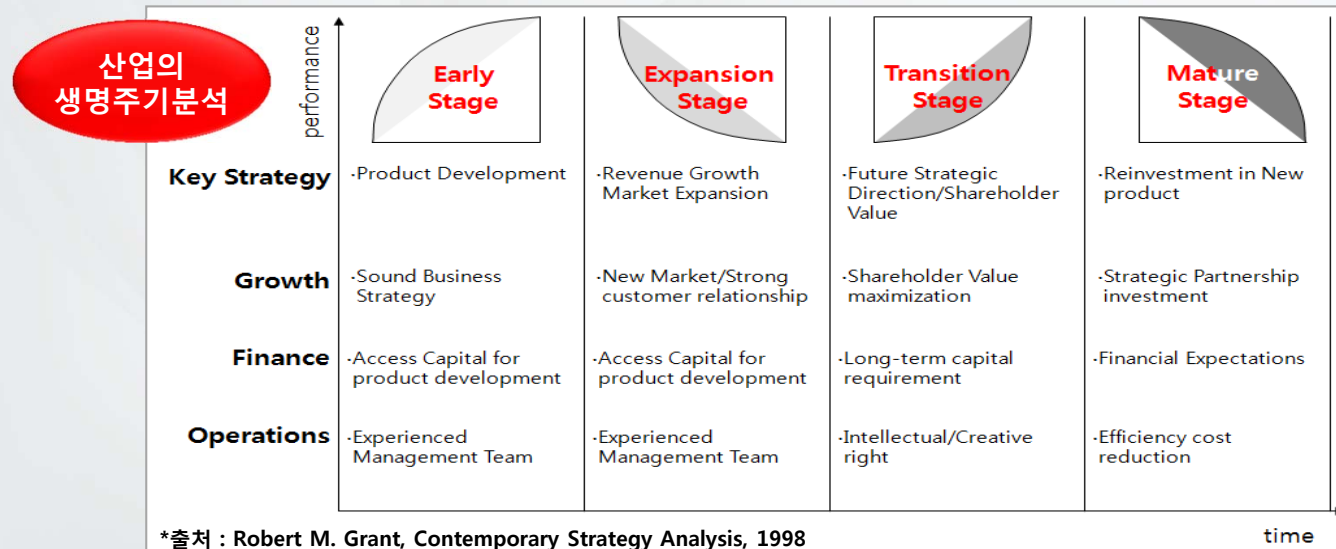 산업의
생명주기분석
performance
Early
Stage
Expansion
Stage
Transition
Stage
Mature
Stage
Key Strategy
·Product Development
·Revenue Growth
Market Expansion
·Future Strategic
Direction/Shareholder
Value
·Reinvestment in New
product
Growth
·Sound Business
Strategy
·New Market/Strong
customer relationship
·Shareholder Value
maximization
·Strategic Partnership
investment
Finance
·Access Capital for
product development
·Access Capital for
product development
·Long-term capital
requirement
·Financial Expectations
Operations
·Experienced
Management Team
·Experienced
Management Team
·Intellectual/Creative
right
·Efficiency cost
reduction
*출처 : Robert M. Grant, Contemporary Strategy Analysis, 1998
time